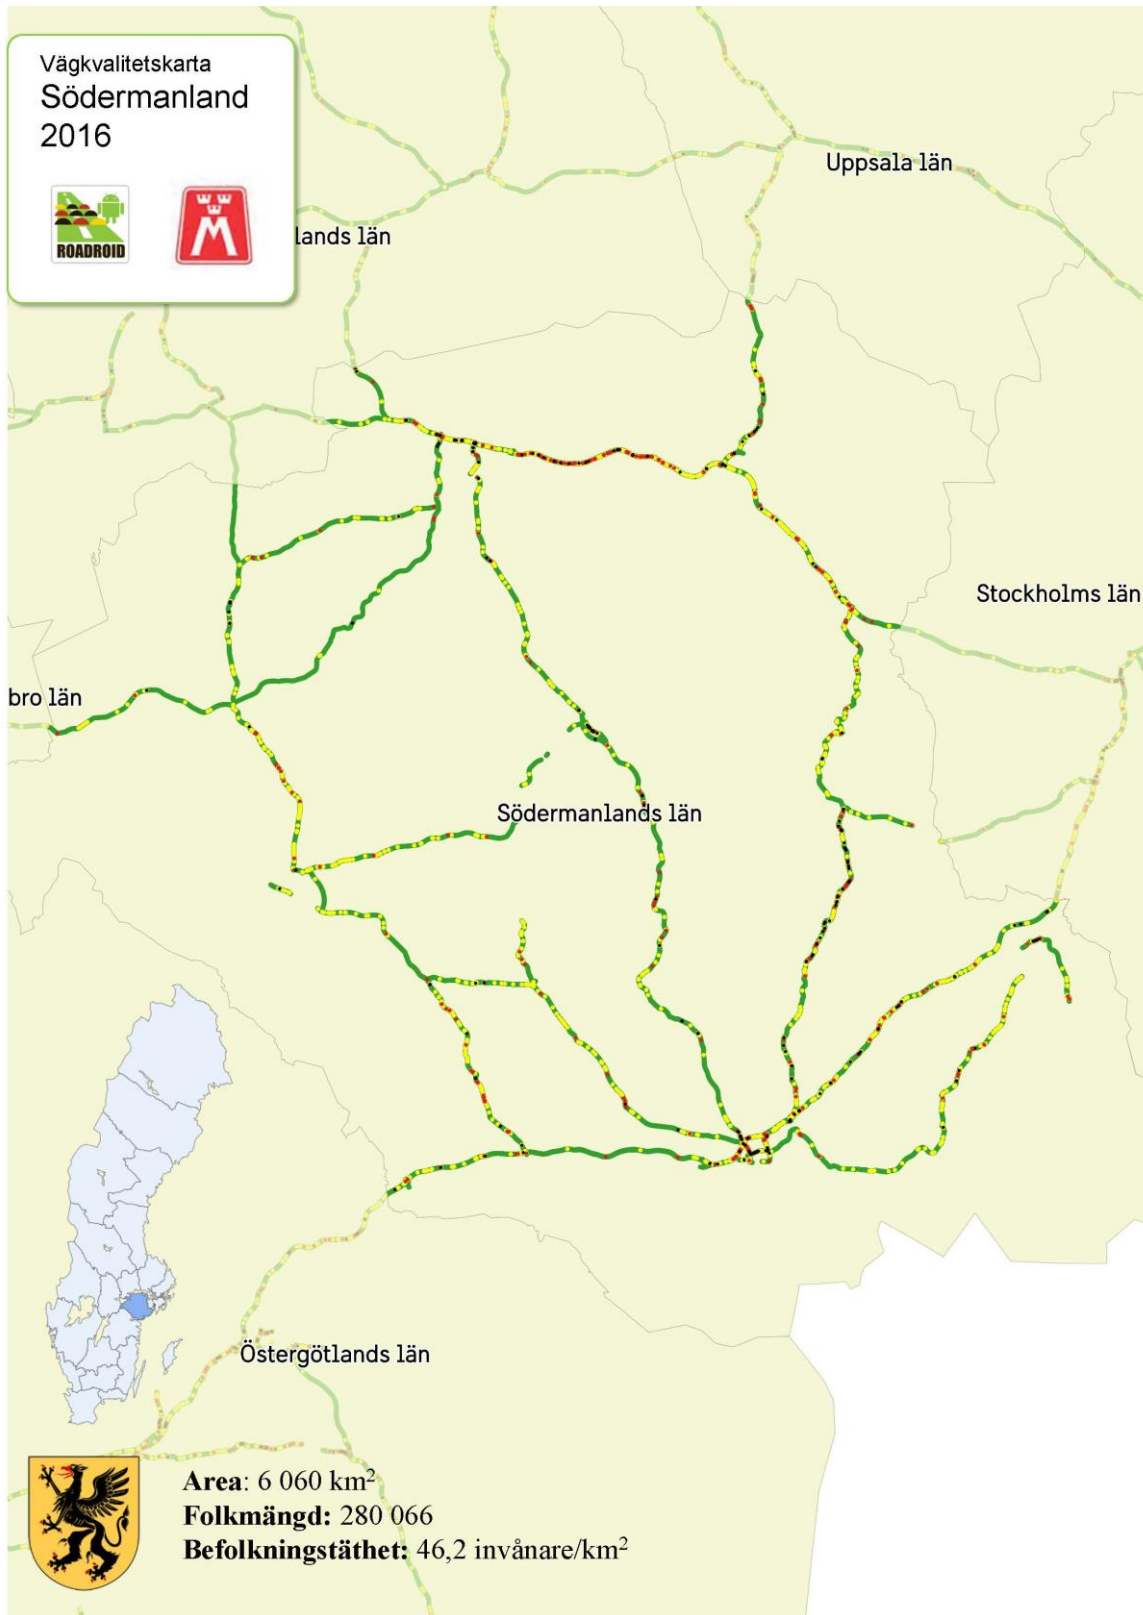 Vägkvalitetskarta
Södermanland
2016
ROADROID
M
Uppsala län
lands län
Stockholms län
bro län
Södermanlands län
Östergötlands län
Area: 6 060 km²
Folkmängd: 280 066
Befolkningstäthet: 46,2 invånare/km²